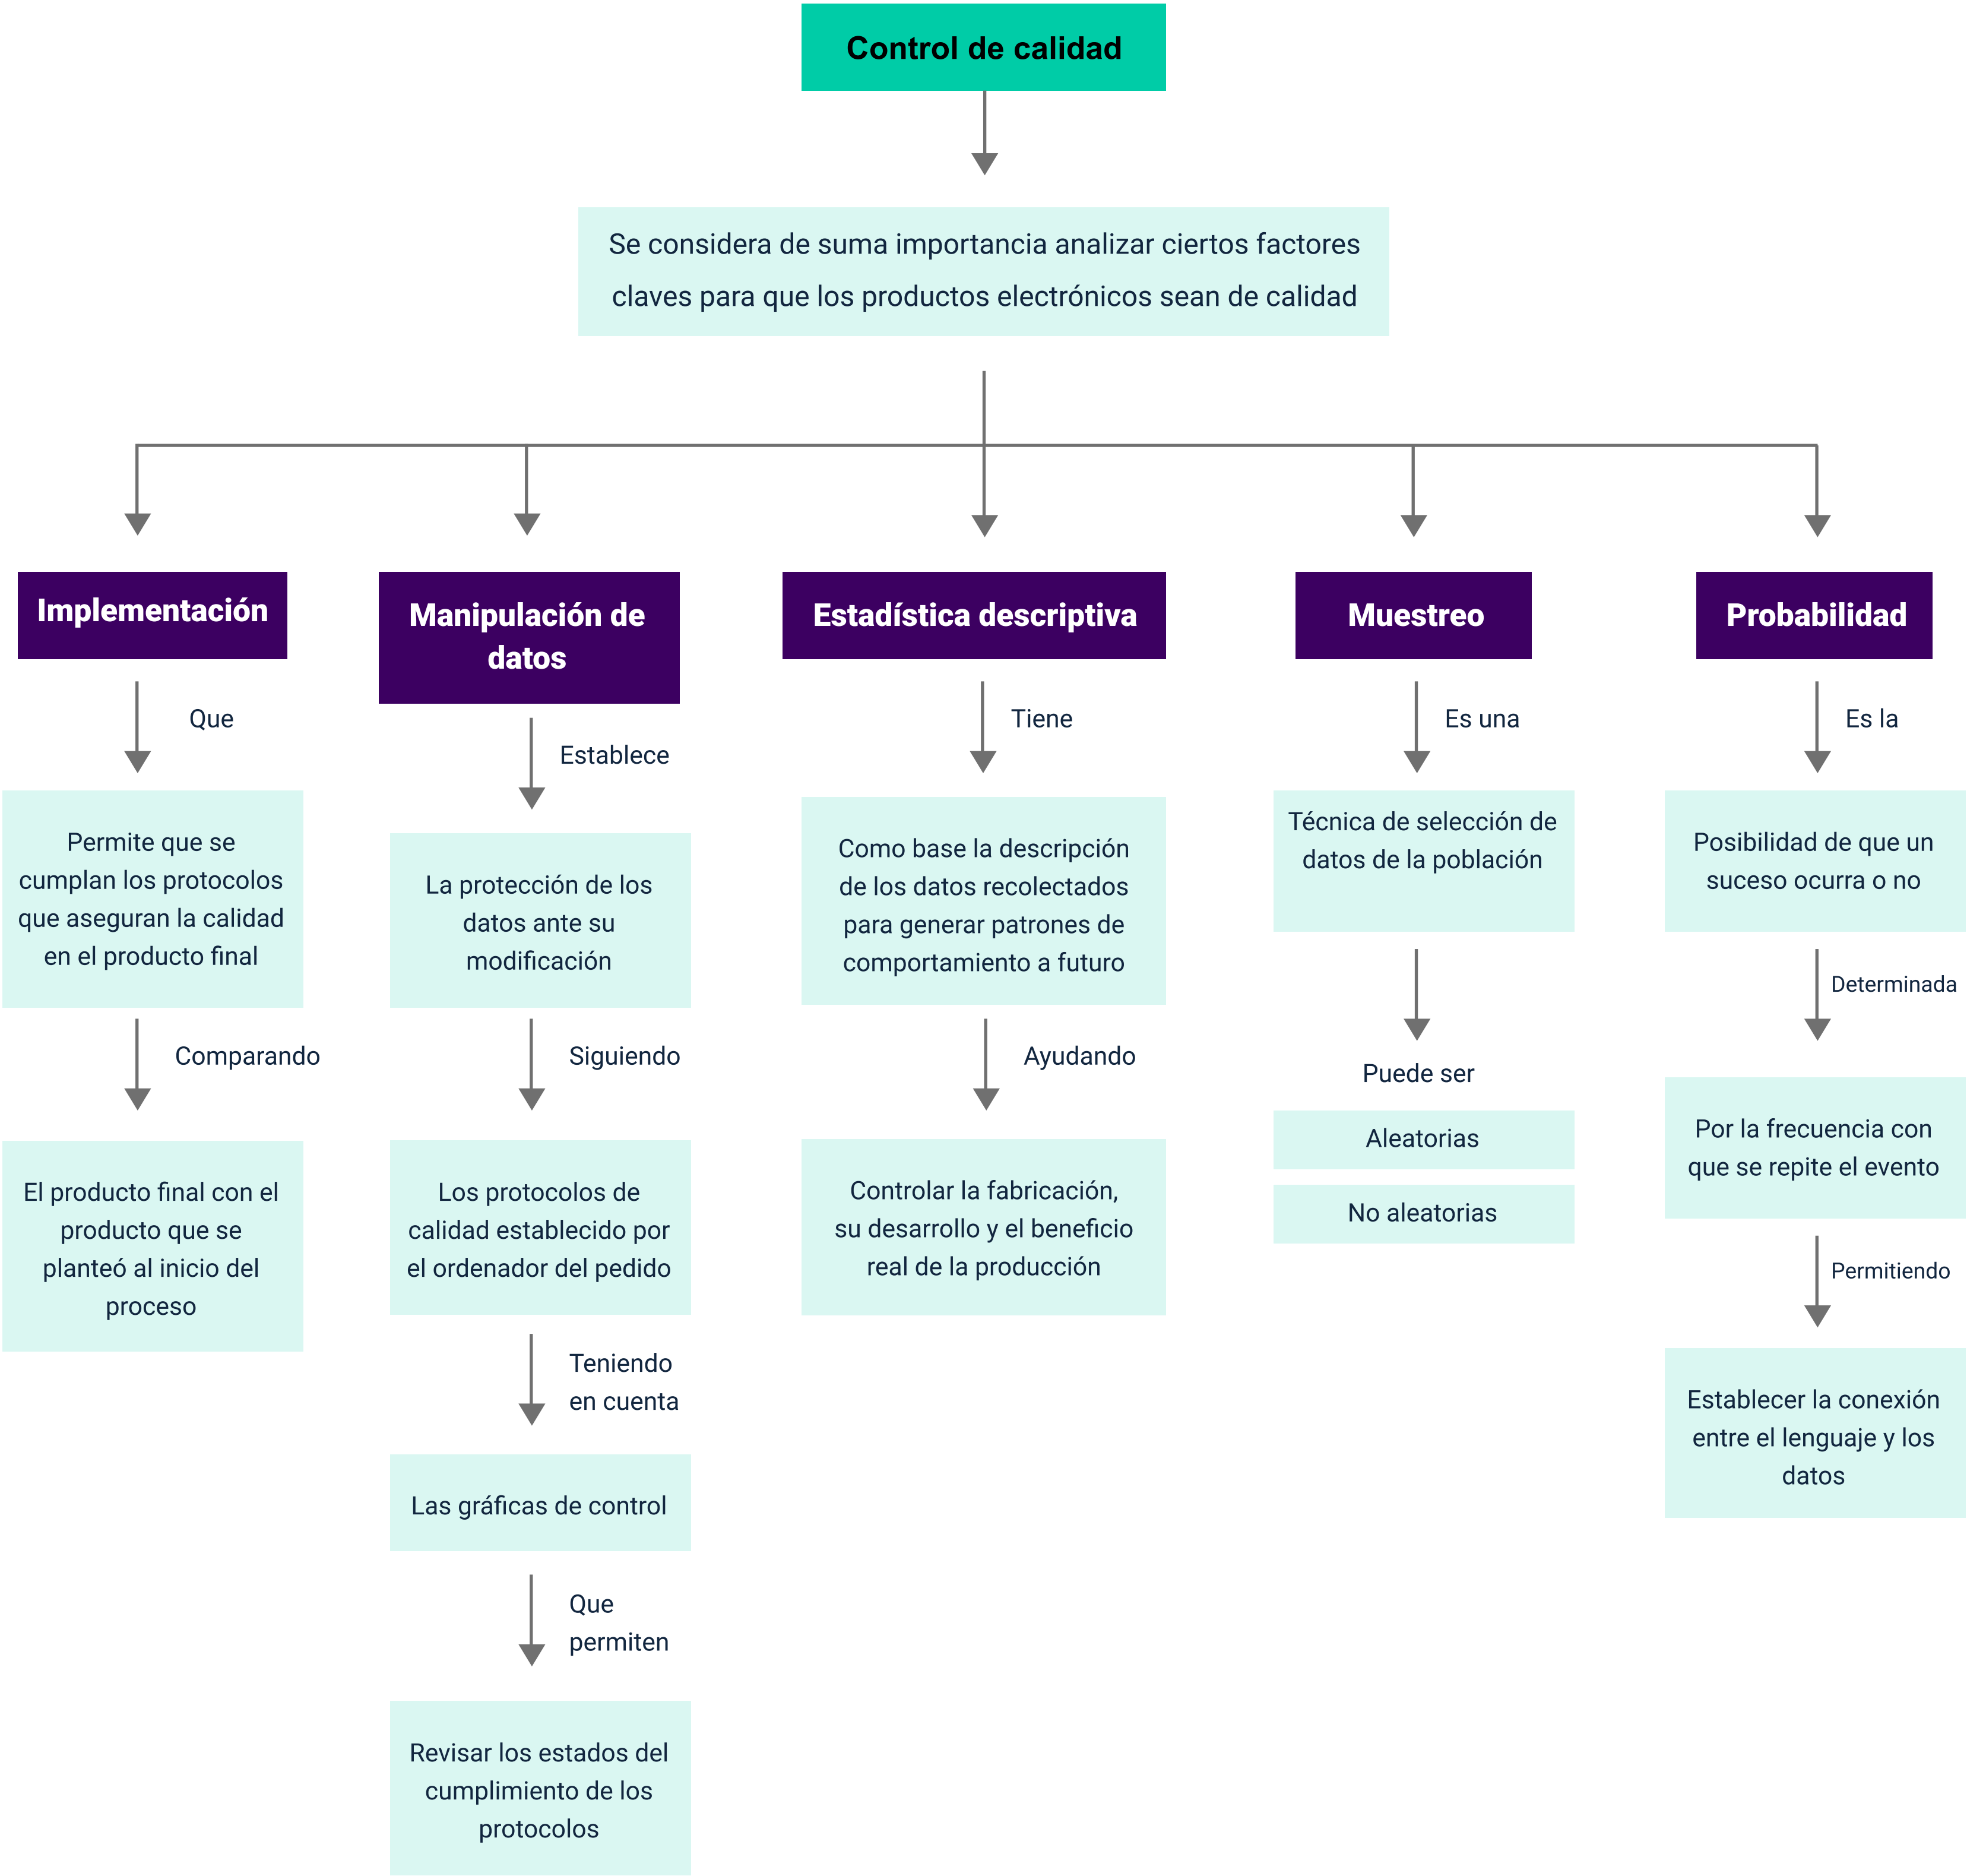 Control de calidad
Se considera de suma importancia analizar ciertos factores
claves para que los productos electrónicos sean de calidad
Implementación
Que
Permite que se
cumplan los protocolos
que aseguran la calidad
en el producto final
Comparando
El producto final con el
producto que se
planteó al inicio del
proceso
Manipulación de
datos
Establece
La protección de los
datos ante su
modificación
Siguiendo
Los protocolos de
calidad establecido por
el ordenador del pedido
Teniendo
en cuenta
Las gráficas de control
Que
permiten
Revisar los estados del
cumplimiento de los
protocolos
Estadística descriptiva
Tiene
Como base la descripción
de los datos recolectados
para generar patrones de
comportamiento a futuro
Ayudando
Controlar la fabricación,
su desarrollo y el beneficio
real de la producción
Muestreo
Es una
Técnica de selección de
datos de la población
Puede ser
Aleatorias
No aleatorias
Probabilidad
Es la
Posibilidad de que un
suceso ocurra o no
Determinada
Por la frecuencia con
que se repite el evento
Permitiendo
Establecer la conexión
entre el lenguaje y los
datos